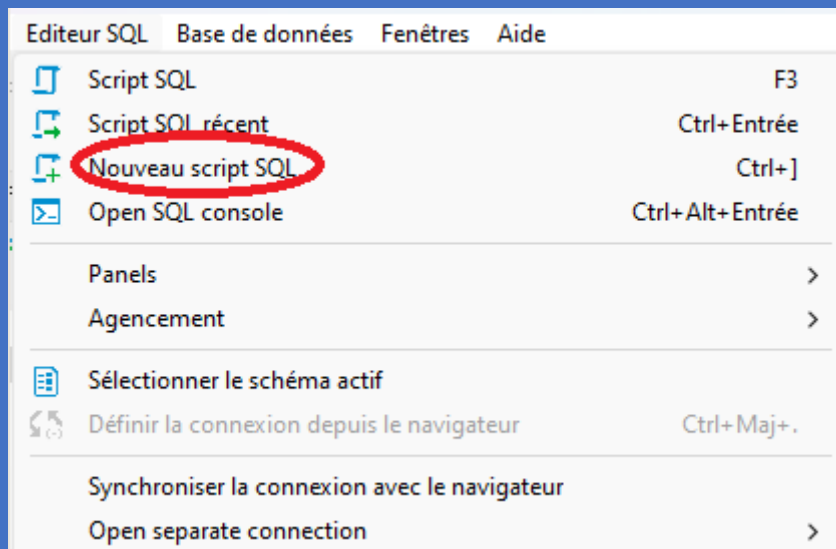 Editeur SQL Base de données Fenêtres Aide
Script SQL F3
Script SQL récent Ctrl+Entrée
Nouveau script SQL Ctrl+]
Open SQL console Ctrl+Alt+Entrée
Panels
Agencement
Sélectionner le schéma actif
Définir la connexion depuis le navigateur Ctrl+Maj+.
Synchroniser la connexion avec le navigateur
Open separate connection